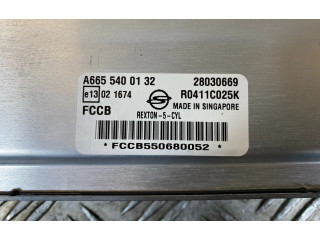 A665 540 01 32 28030669
e13 02 1674 R0411C025K
FCCB MADE IN SINGAPORE
REXTON-5-CYL
*FCCB550680052*